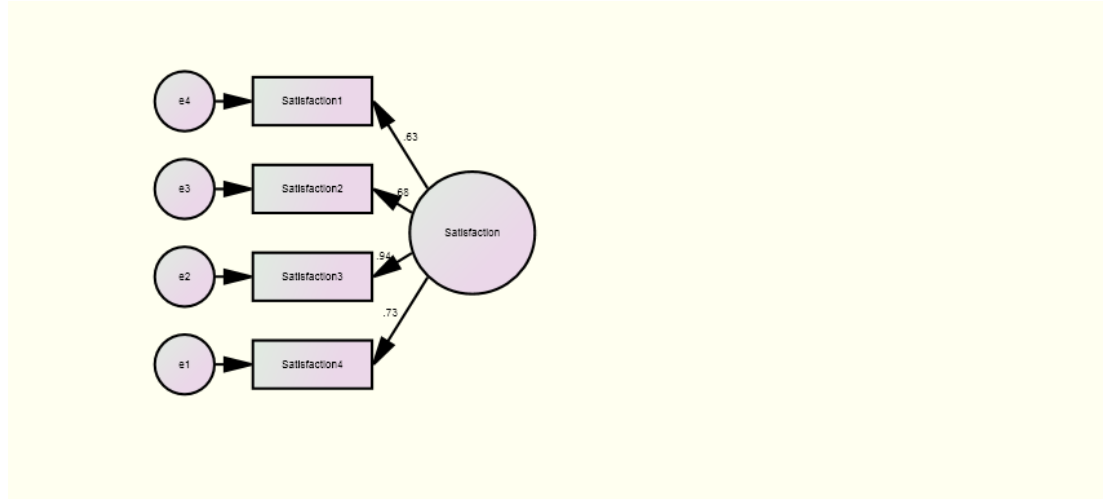 e4
Satisfaction1
.63
e3
Satisfaction2
.68
Satisfaction
e2
Satisfaction3
.94
.73
e1
Satisfaction4